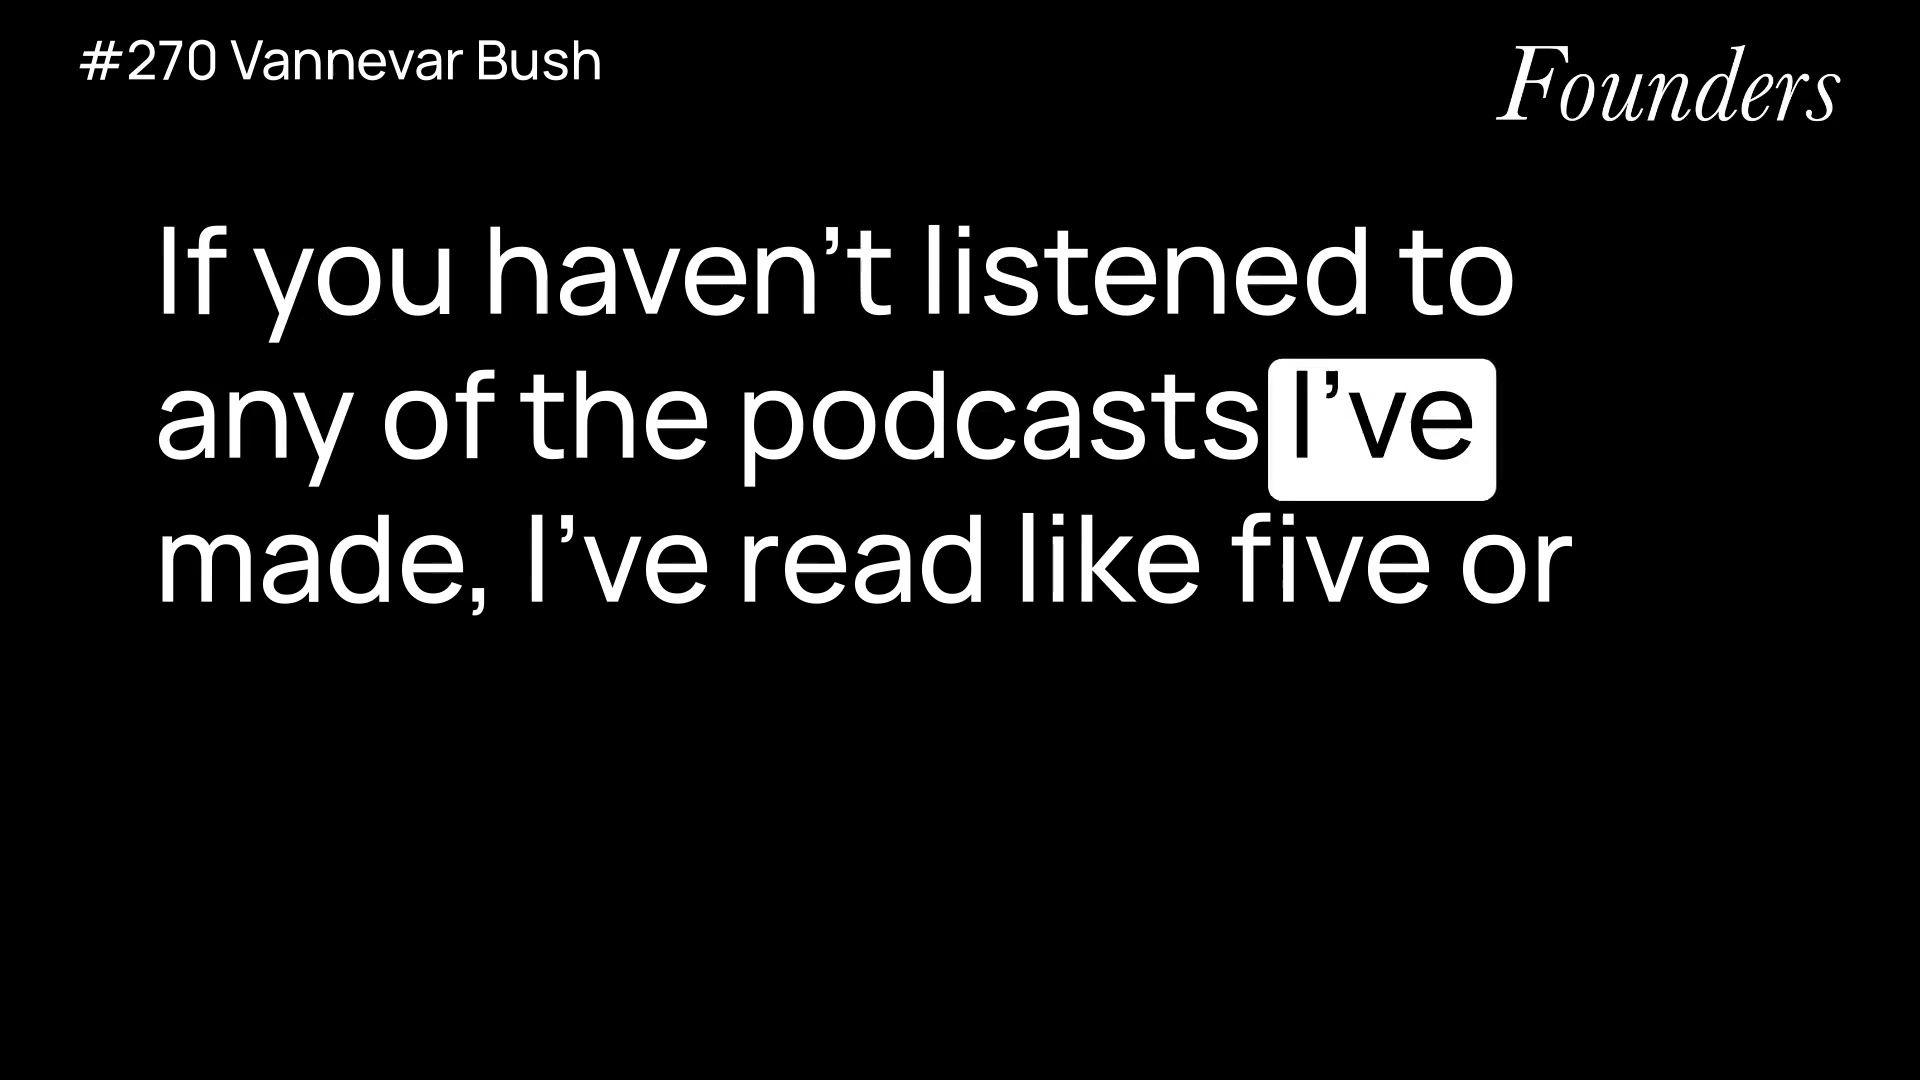 #270 Vannevar Bush
Founders
If you haven’t listened to
any of the podcasts I’ve
made, I’ve read like five or